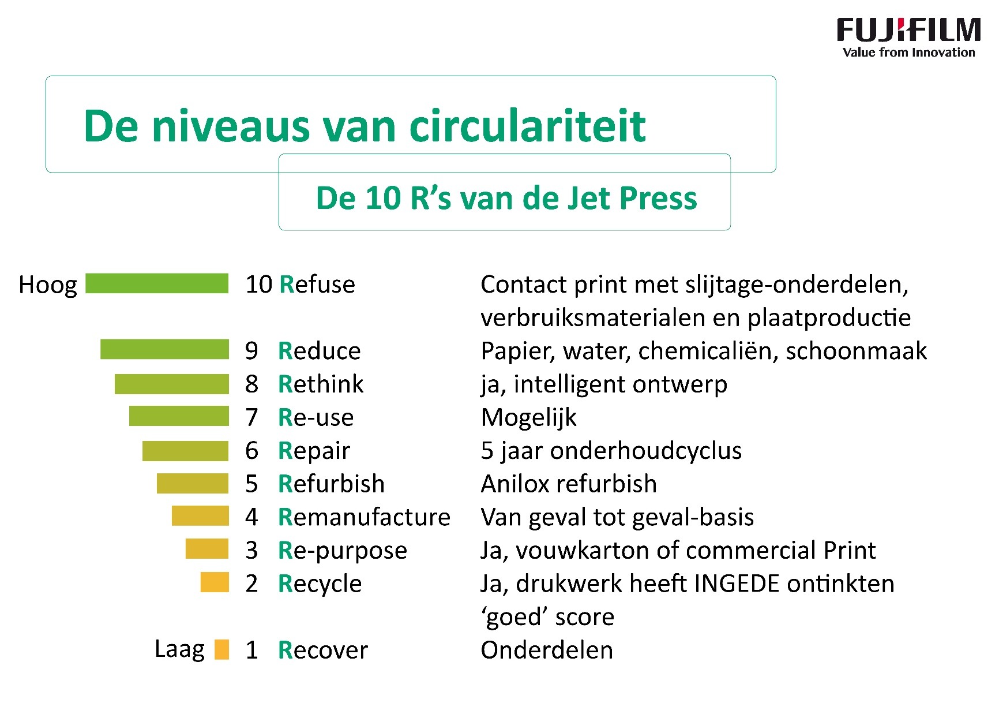 FUJIFILM
Value from Innovation
De niveaus van circulariteit
De 10 R’s van de Jet Press
Hoog 10 Refuse Contact print met slijtage-onderdelen,
verbruiksmaterialen en plaatproductie
9 Reduce Papier, water, chemicaliën, schoonmaak
8 Rethink ja, intelligent ontwerp
7 Re-use Mogelijk
6 Repair 5 jaar onderhoudcyclus
5 Refurbish Anilox refurbish
4 Remanufacture Van geval tot geval-basis
3 Re-purpose Ja, vouwkarton of commercial Print
2 Recycle Ja, drukwerk heeft INGEDE ontinkten
‘goed’ score
Laag 1 Recover Onderdelen